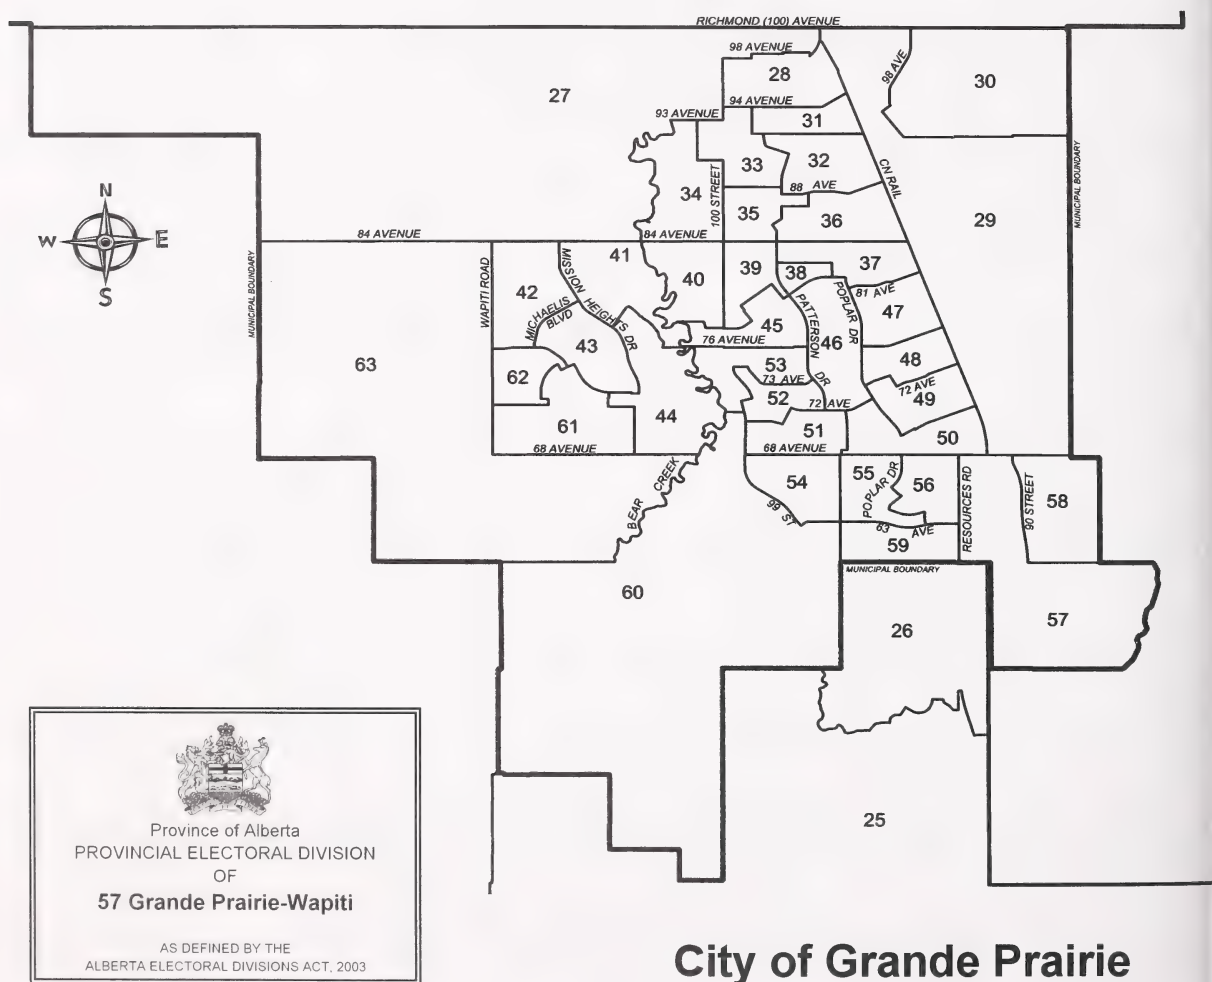 RICHMOND (100) AVENUE
98 AVENUE
28
98 AVE
30
27
94 AVENUE
93 AVENUE
31
CN RAIL
MUNICIPAL BOUNDARY
33
32
34
100 STREET
88 AVE
35
36
29
N
W
E
S
84 AVENUE
84 AVENUE
MUNICIPAL BOUNDARY
WAPITI ROAD
41
MISSION HEIGHTS DR
40
39
38
37
42
MICHAELIS BLVD
43
81 AVE
POPLAR DR
PATTERSON DR
47
45
46
76 AVENUE
63
62
53
73 AVE
48
72 AVE
49
52
72 AVE
44
61
51
50
68 AVENUE
68 AVENUE
BEAR CREEK
54
99 ST
55
POPLAR DR
56
RESOURCES RD
90 STREET
58
63 AVE
59
MUNICIPAL BOUNDARY
60
26
57
25
Province of Alberta
PROVINCIAL ELECTORAL DIVISION
OF
57 Grande Prairie-Wapiti
AS DEFINED BY THE
ALBERTA ELECTORAL DIVISIONS ACT, 2003
City of Grande Prairie